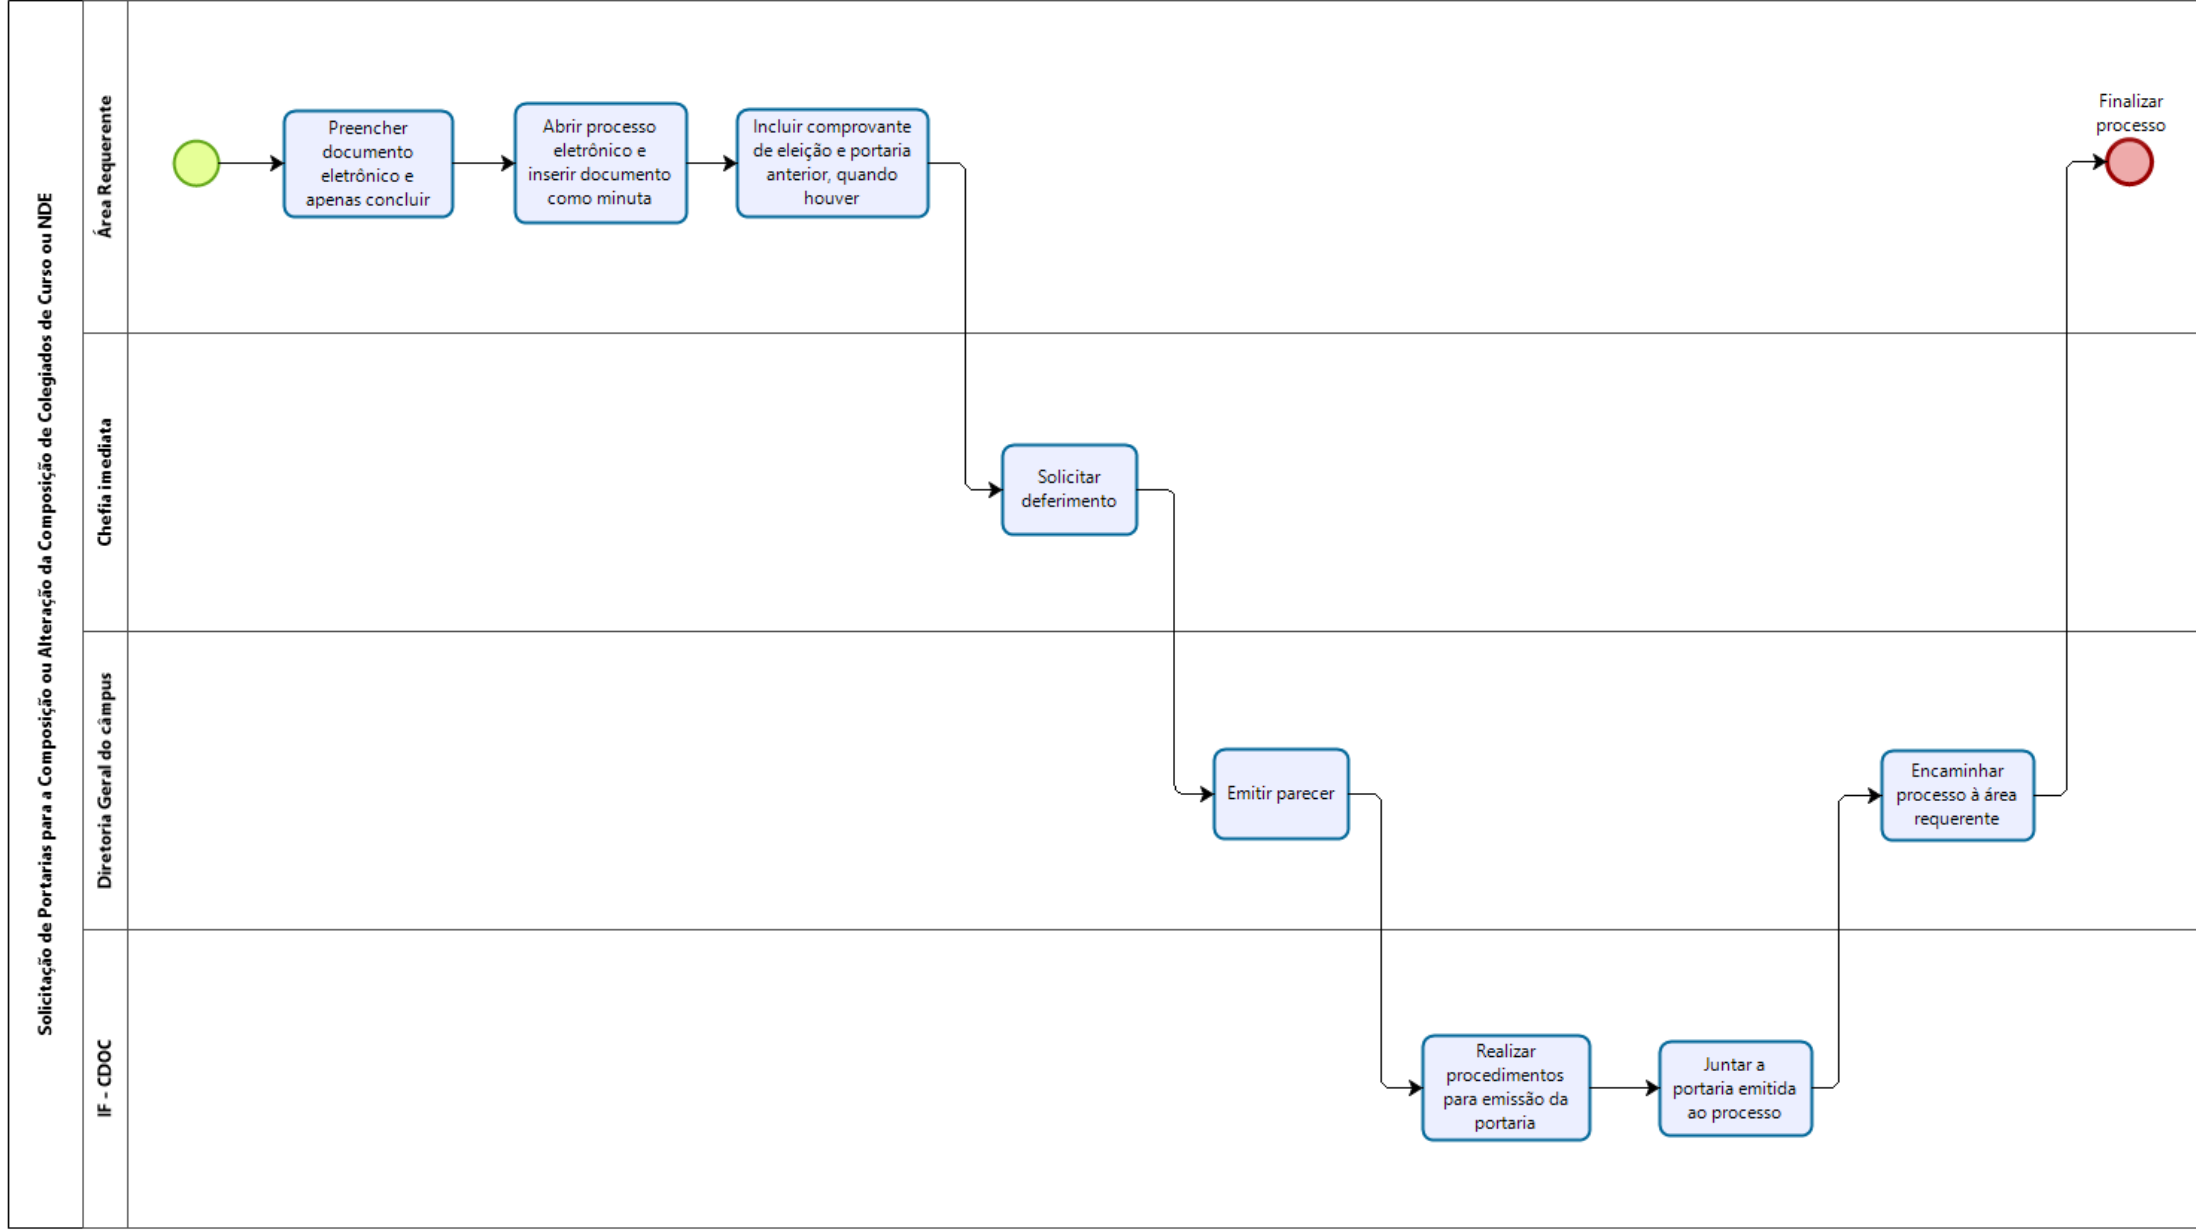 Solicitação de Portarias para a Composição ou Alteração da Composição de Colegiados de Curso ou NDE
Área Requerente
Preencher
documento
eletrônico e
apenas concluir
Abrir processo
eletrônico e
inserir documento
como minuta
Incluir comprovante
de eleição e portaria
anterior, quando
houver
Finalizar
processo
Chefia imediata
Solicitar
deferimento
Diretoria Geral do câmpus
Emitir parecer
Encaminhar
processo à área
requerente
IF - CDOC
Realizar
procedimentos
para emissão da
portaria
Juntar a
portaria emitida
ao processo